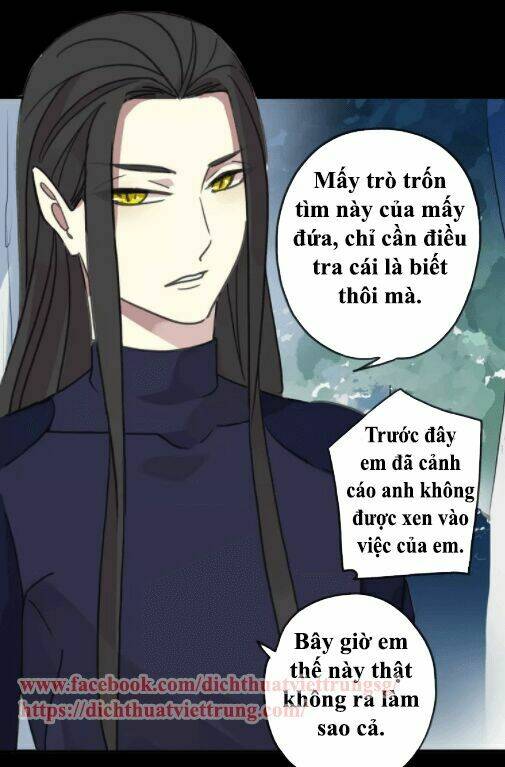 Mấy trò trốn
tìm này của mấy
đứa, chỉ cần điều
tra cái là biết
thôi mà.
Trước đây
em đã cảnh
cáo anh không
được xen vào
việc của em.
Bây giờ em
thế này thật
không ra làm
sao cả.
www.facebook.com/dichthuatviettrungsg/
https://dichthuatviettrung.com/